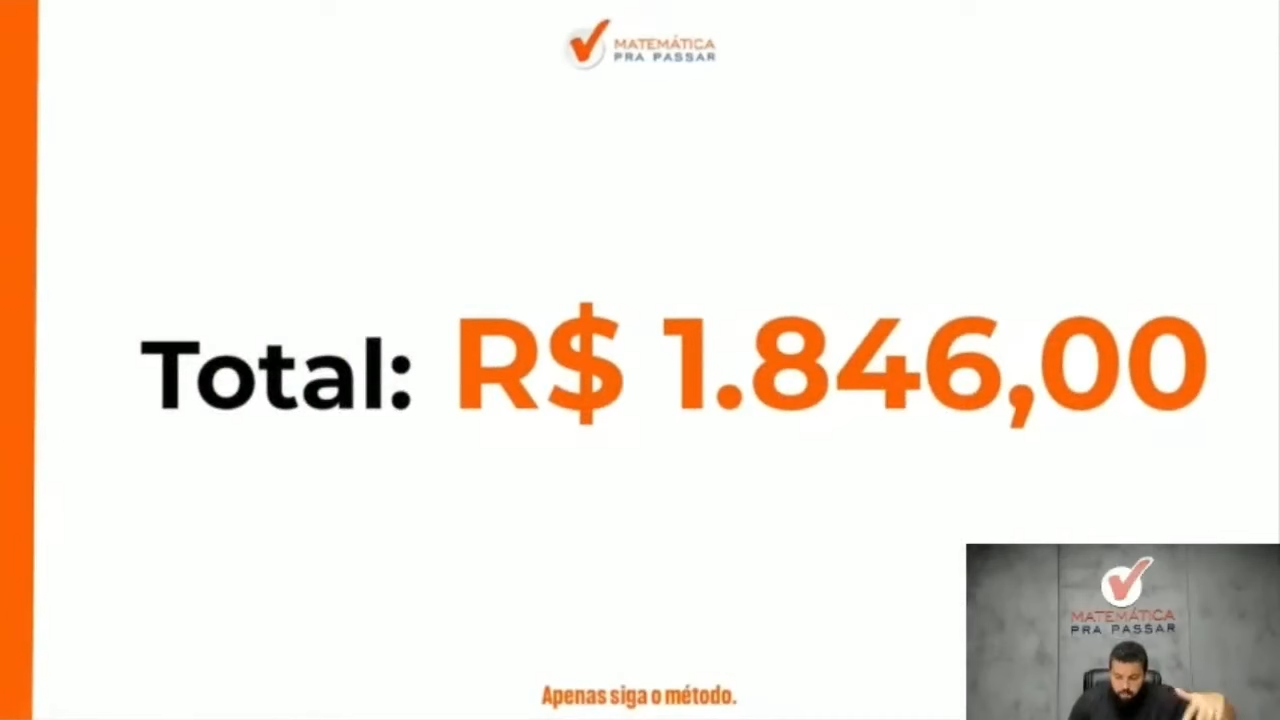 MATEMÁTICA
PRA PASSAR
Total: R$ 1.846,00
MATEMÁTICA
PRA PASSAR
Apenas siga o método.